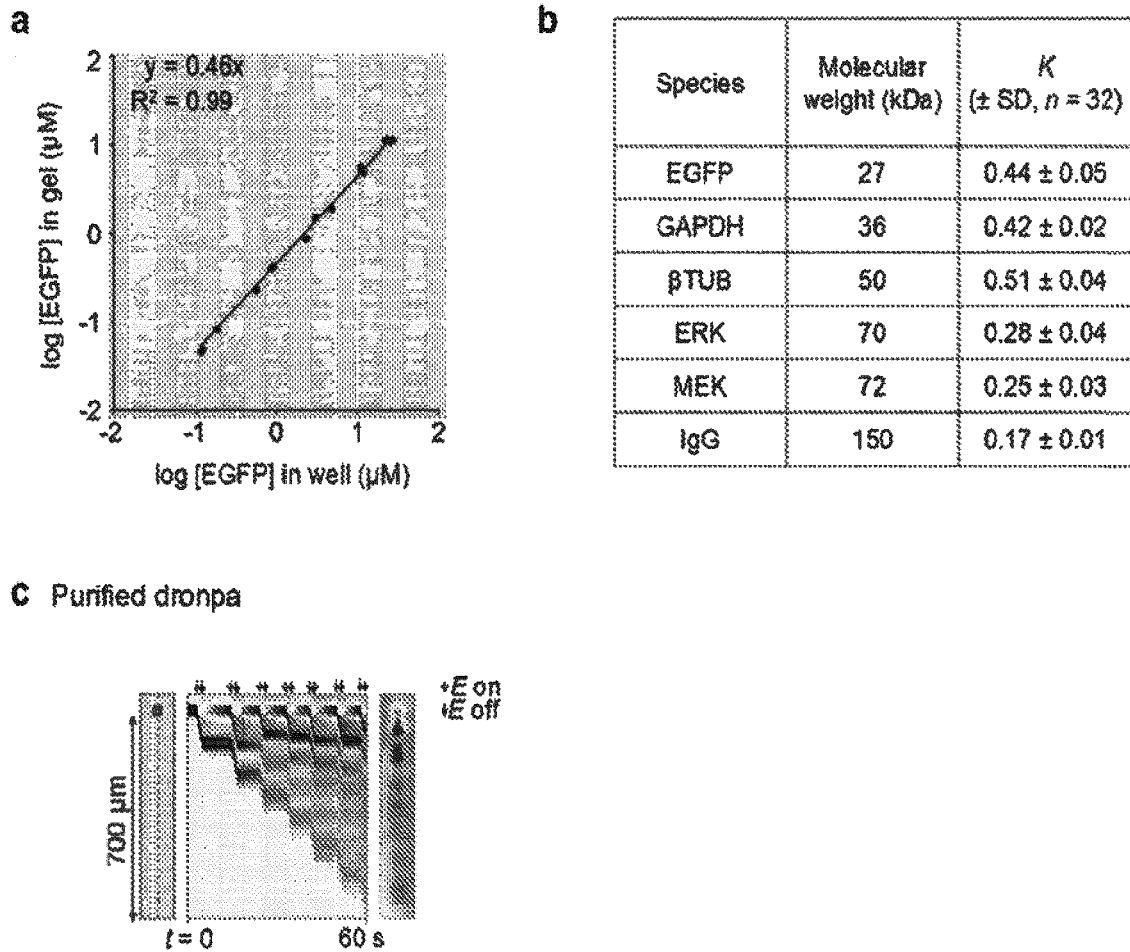 a
y = 0.46x
R² = 0.99
log [EGFP] in gel (µM)
2
1
0
-1
-2
-2 -1 0 1 2
log [EGFP] in well (µM)
b
Species Molecular weight (kDa) K (± SD, n = 32)
EGFP 27 0.44 ± 0.05
GAPDH 36 0.42 ± 0.02
βTUB 50 0.51 ± 0.04
ERK 70 0.28 ± 0.04
MEK 72 0.25 ± 0.03
IgG 150 0.17 ± 0.01
c Purified dronpa
E on
E off
700 µm
t = 0 60 s